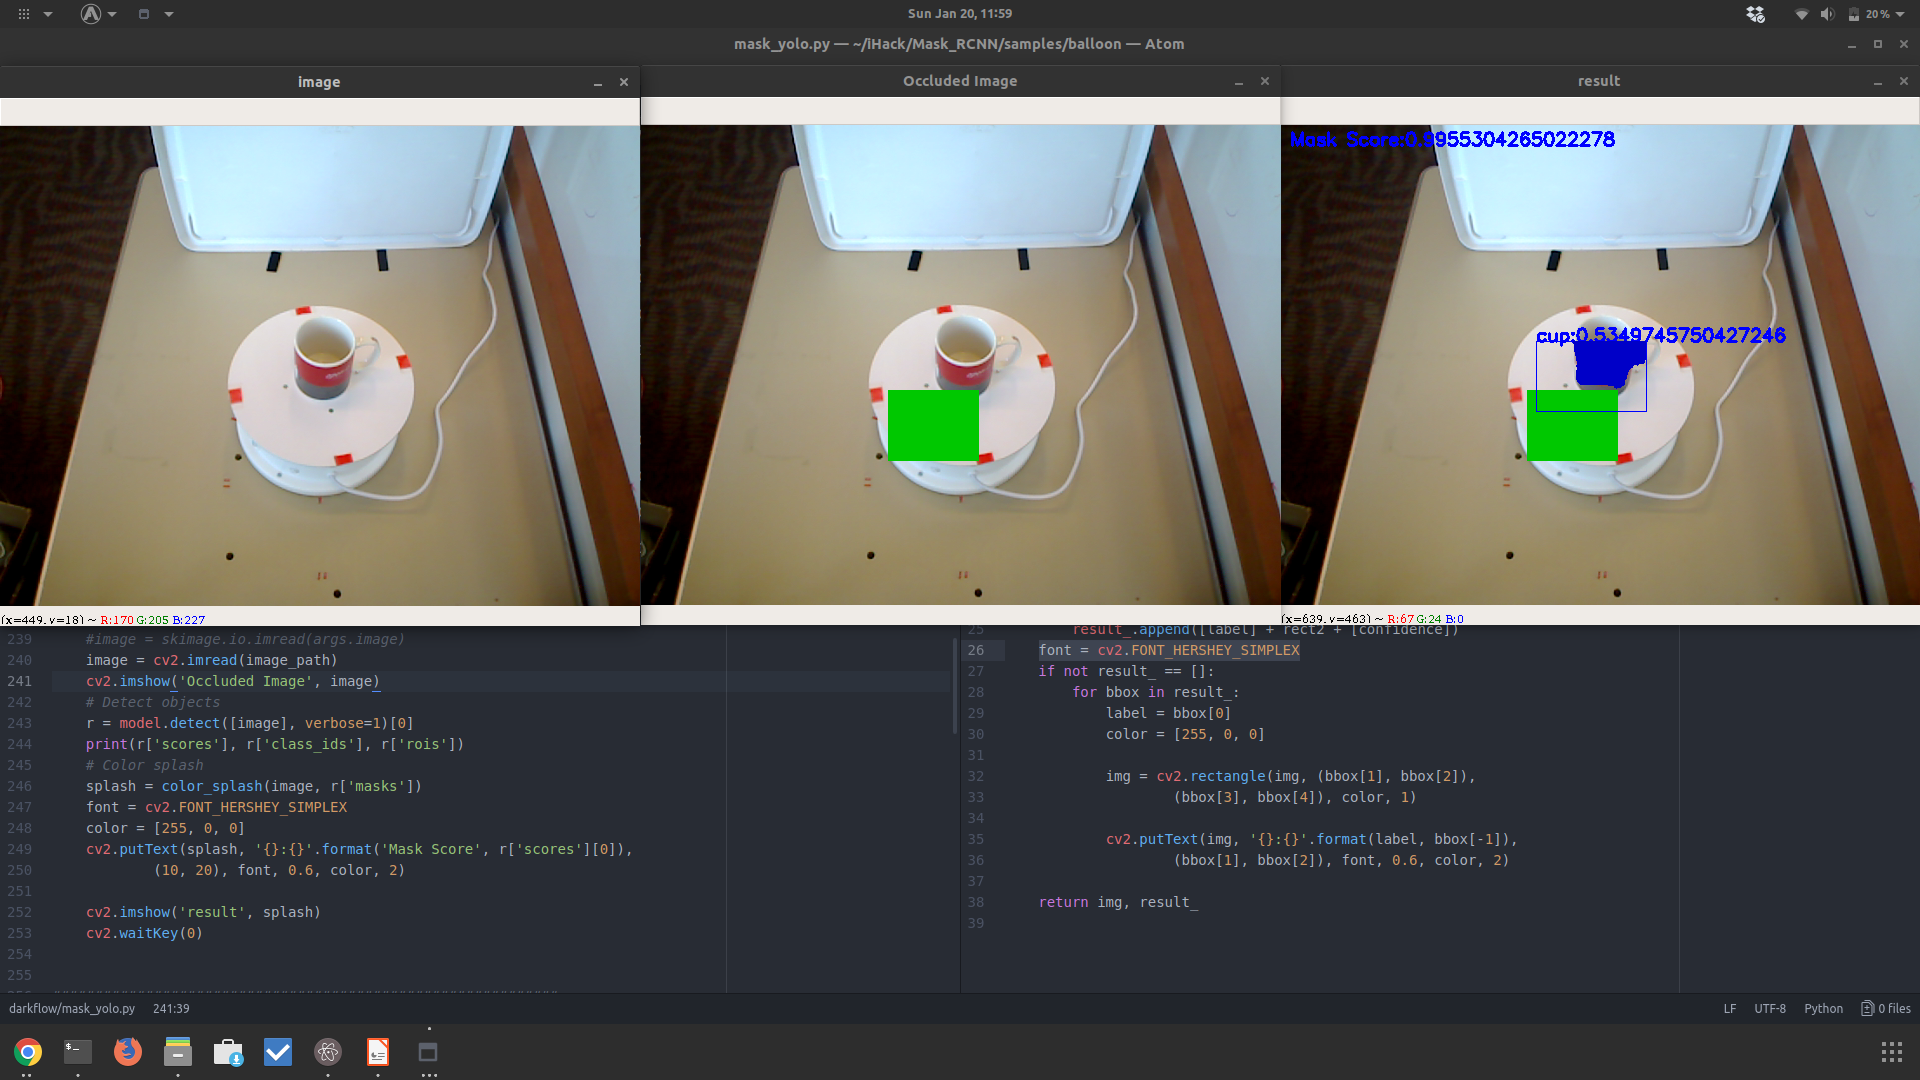 Sun Jan 20, 11:59
20 %
mask_yolo.py — ~/iHack/Mask_RCNN/samples/balloon — Atom
image
Occluded Image
result
Mask Score:0.9955304265022278
cup:0.5349745750427246
(x=449, y=18) ~ R:170 G:205 B:227
(x=639, y=463) ~ R:67 G:24 B:0
239 #image = skimage.io.imread(args.image)
240 image = cv2.imread(image_path)
241 cv2.imshow('Occluded Image', image)
242 # Detect objects
243 r = model.detect([image], verbose=1)[0]
244 print(r['scores'], r['class_ids'], r['rois'])
245 # Color splash
246 splash = color_splash(image, r['masks'])
247 font = cv2.FONT_HERSHEY_SIMPLEX
248 color = [255, 0, 0]
249 cv2.putText(splash, '{}:{}'.format('Mask Score', r['scores'][0]),
250 (10, 20), font, 0.6, color, 2)
251
252 cv2.imshow('result', splash)
253 cv2.waitKey(0)
254
255
25 result_.append([label] + rect2 + [confidence])
26 font = cv2.FONT_HERSHEY_SIMPLEX
27 if not result_ == []:
28 for bbox in result_:
29 label = bbox[0]
30 color = [255, 0, 0]
31
32 img = cv2.rectangle(img, (bbox[1], bbox[2]),
33 (bbox[3], bbox[4]), color, 1)
34
35 cv2.putText(img, '{}:{}'.format(label, bbox[-1]),
36 (bbox[1], bbox[2]), font, 0.6, color, 2)
37
38 return img, result_
39
darkflow/mask_yolo.py 241:39
LF UTF-8 Python 0 files